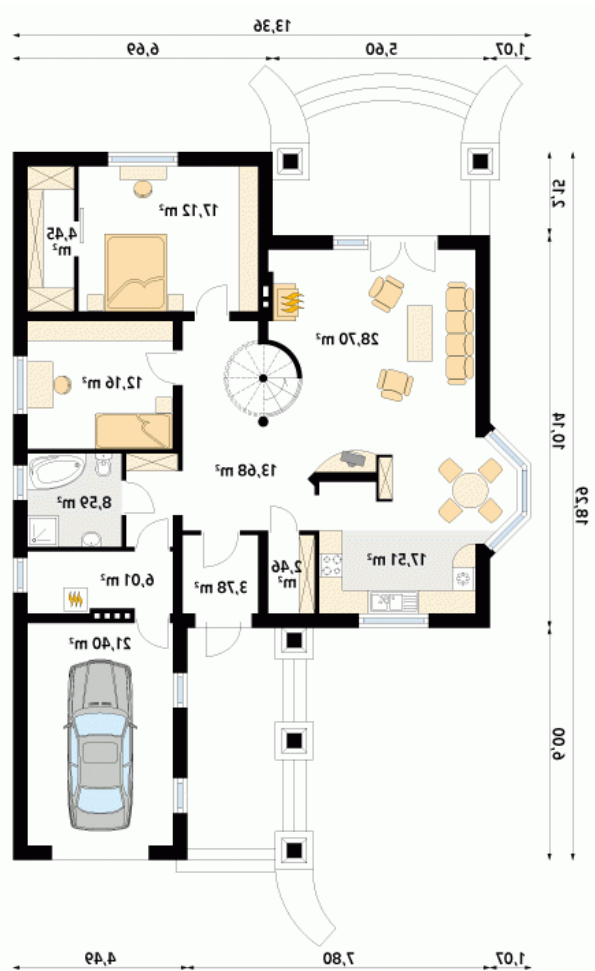 13,36
6,69 5,60 1,07
17,12 m²
4,45 m²
2,15
28,70 m²
12,16 m²
10,14
18,29
13,68 m²
8,59 m²
17,51 m²
2,46 m²
6,01 m²
3,78 m²
21,40 m²
6,00
4,49 7,80 1,07